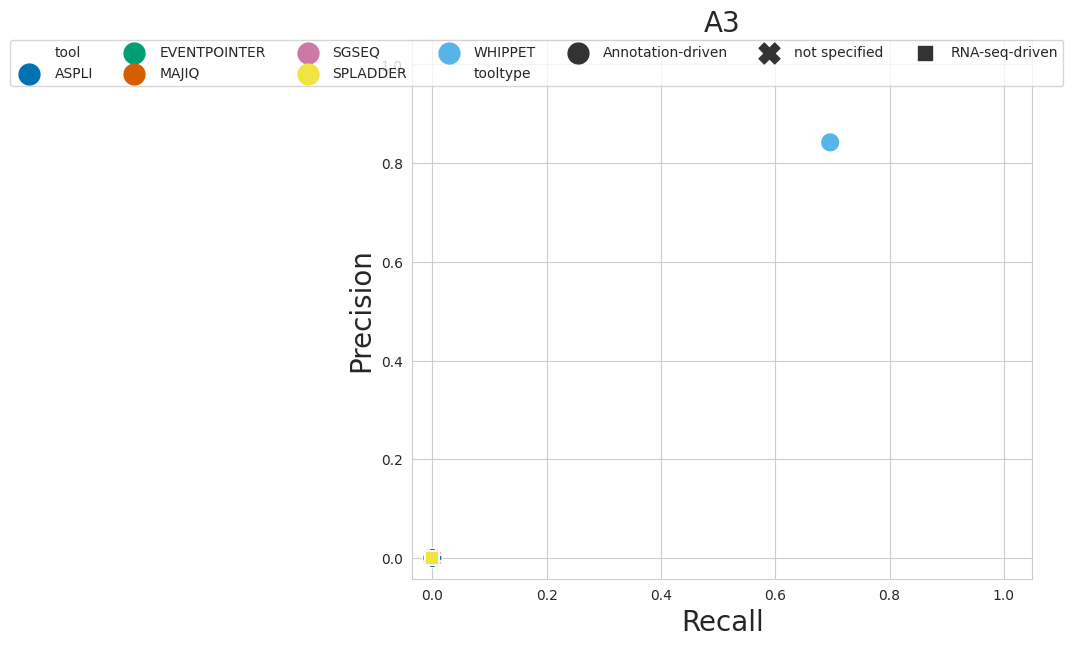 A3
tool EVENTPOINTER SGSEQ WHIPPET Annotation-driven not specified RNA-seq-driven
ASPLI MAJIQ SPLADDER tooltype
1.0
0.8
0.6
0.4
0.2
0.0
Precision
0.0 0.2 0.4 0.6 0.8 1.0
Recall